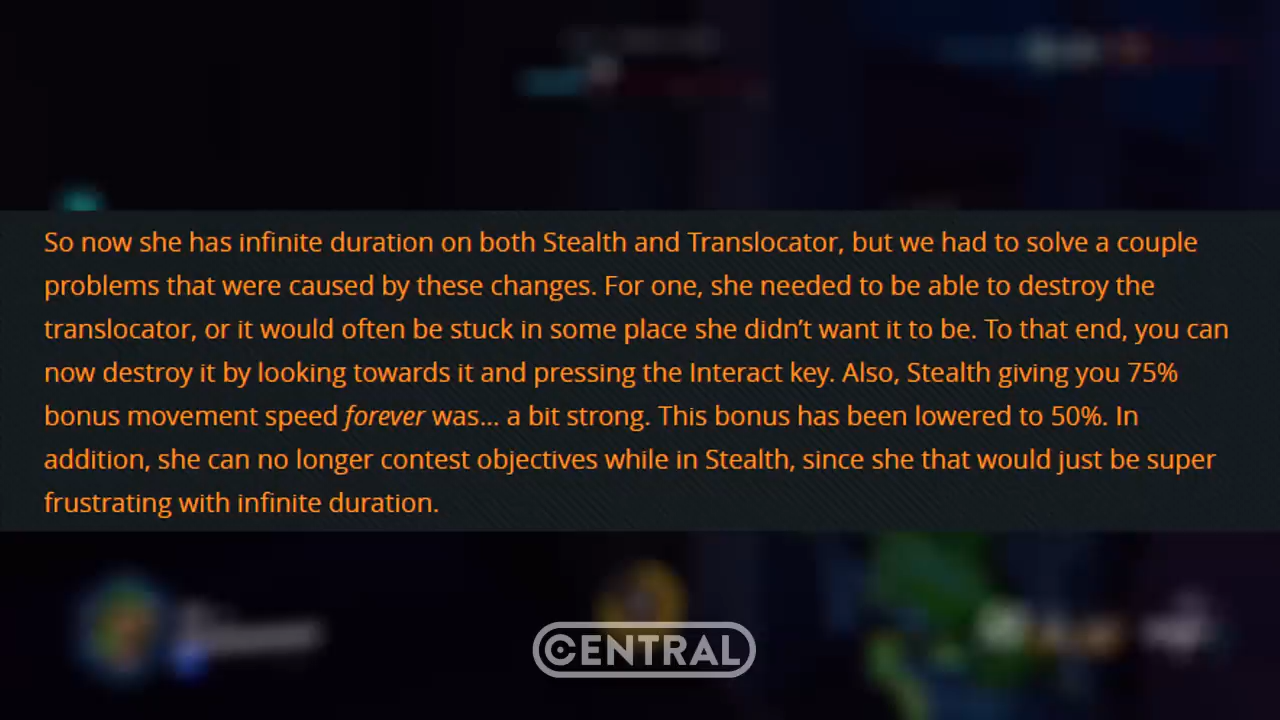 So now she has infinite duration on both Stealth and Translocator, but we had to solve a couple
problems that were caused by these changes. For one, she needed to be able to destroy the
translocator, or it would often be stuck in some place she didn't want it to be. To that end, you can
now destroy it by looking towards it and pressing the Interact key. Also, Stealth giving you 75%
bonus movement speed forever was... a bit strong. This bonus has been lowered to 50%. In
addition, she can no longer contest objectives while in Stealth, since she that would just be super
frustrating with infinite duration.
CENTRAL